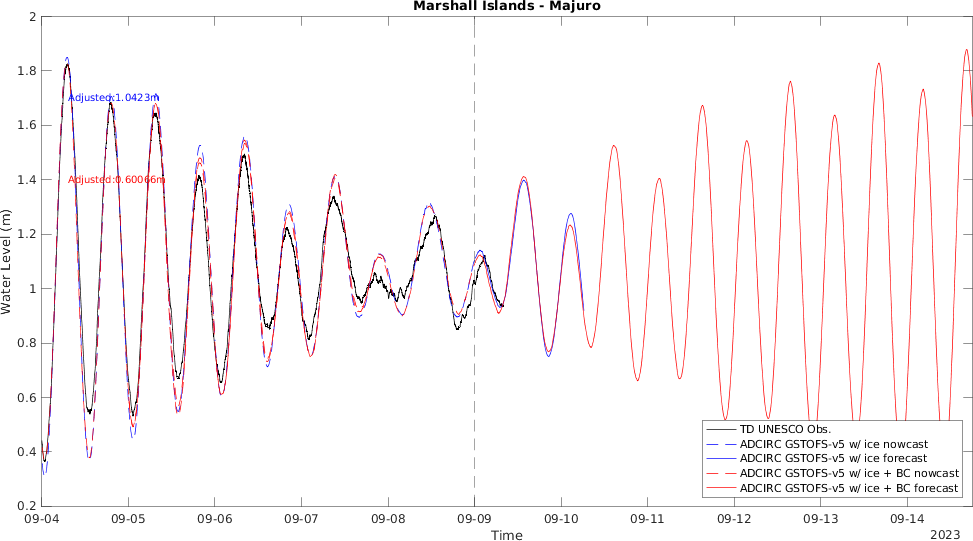 Marshall Islands - Majuro
2
1.8
Adjusted:1.0423m
1.6
1.4
Adjusted:0.60066m
1.2
Water Level (m)
1
0.8
0.6
0.4
0.2
TD UNESCO Obs.
ADCIRC GSTOFS-v5 w/ ice nowcast
ADCIRC GSTOFS-v5 w/ ice forecast
ADCIRC GSTOFS-v5 w/ ice + BC nowcast
ADCIRC GSTOFS-v5 w/ ice + BC forecast
09-04 09-05 09-06 09-07 09-08 09-09 09-10 09-11 09-12 09-13 09-14
Time
2023